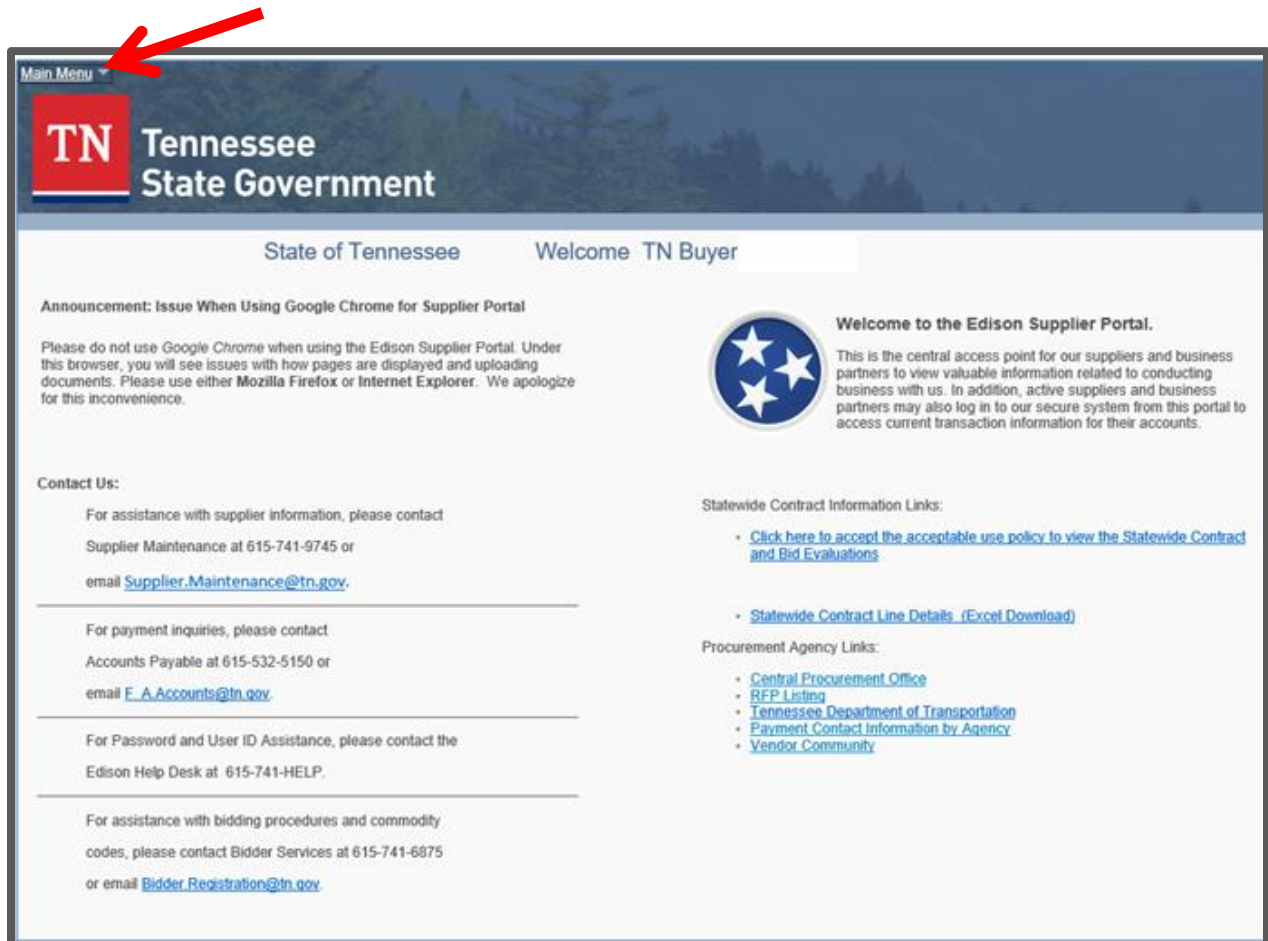 Main Menu
TN
Tennessee
State Government
State of Tennessee Welcome TN Buyer
Announcement: Issue When Using Google Chrome for Supplier Portal
Please do not use Google Chrome when using the Edison Supplier Portal. Under
this browser, you will see issues with how pages are displayed and uploading
documents. Please use either Mozilla Firefox or Internet Explorer. We apologize
for this inconvenience.
Contact Us:
For assistance with supplier information, please contact
Supplier Maintenance at 615-741-9745 or
email Supplier.Maintenance@tn.gov.
For payment inquiries, please contact
Accounts Payable at 615-532-5150 or
email F_A.Accounts@tn.gov.
For Password and User ID Assistance, please contact the
Edison Help Desk at 615-741-HELP.
For assistance with bidding procedures and commodity
codes, please contact Bidder Services at 615-741-6875
or email Bidder.Registration@tn.gov.
Welcome to the Edison Supplier Portal.
This is the central access point for our suppliers and business
partners to view valuable information related to conducting
business with us. In addition, active suppliers and business
partners may also log in to our secure system from this portal to
access current transaction information for their accounts.
Statewide Contract Information Links:
• Click here to accept the acceptable use policy to view the Statewide Contract
and Bid Evaluations
• Statewide Contract Line Details (Excel Download)
Procurement Agency Links:
• Central Procurement Office
• RFP Listing
• Tennessee Department of Transportation
• Payment Contact Information by Agency
• Vendor Community